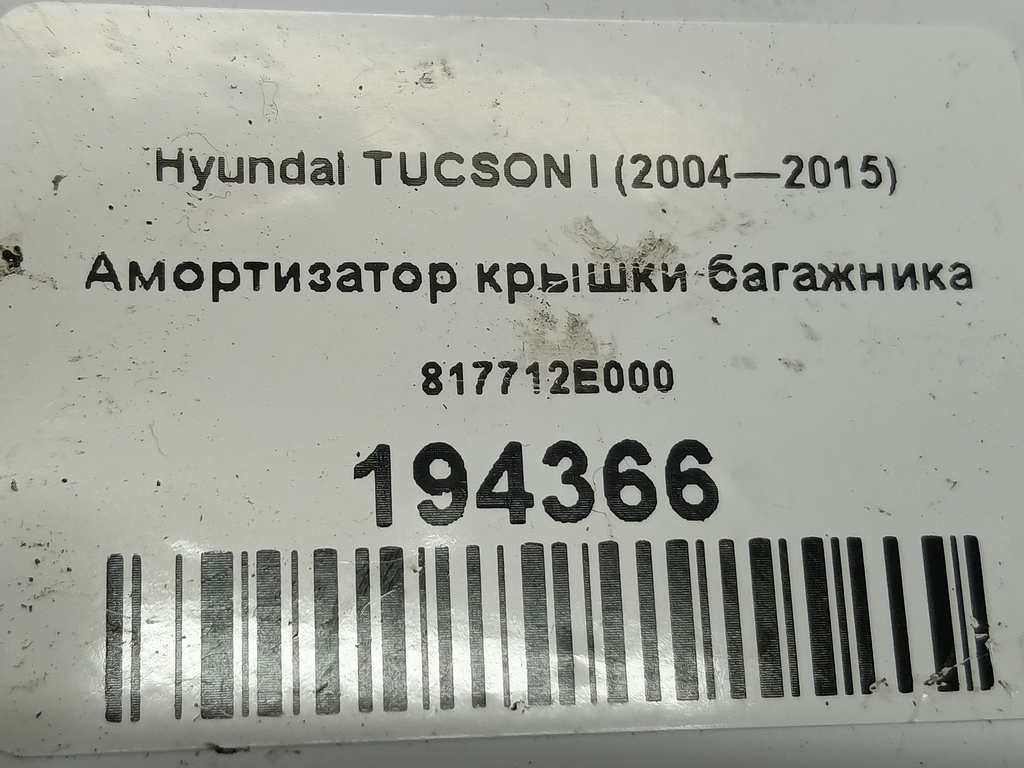 Hyundai TUCSON I (2004—2015)
Амортизатор крышки багажника
817712E000
194366